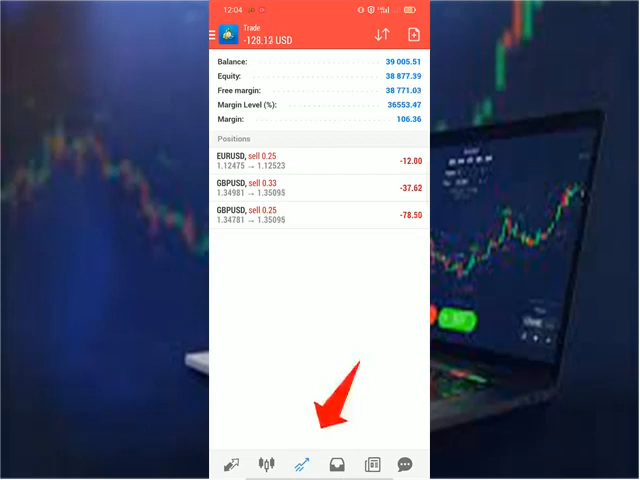 12:04
Trade
-128.12 USD
Balance: 39 005.51
Equity: 38 877.39
Free margin: 38 771.03
Margin Level (%): 36553.47
Margin: 106.36
Positions
EURUSD, sell 0.25
1.12475 → 1.12523 -12.00
GBPUSD, sell 0.33
1.34981 → 1.35095 -37.62
GBPUSD, sell 0.25
1.34781 → 1.35095 -78.50